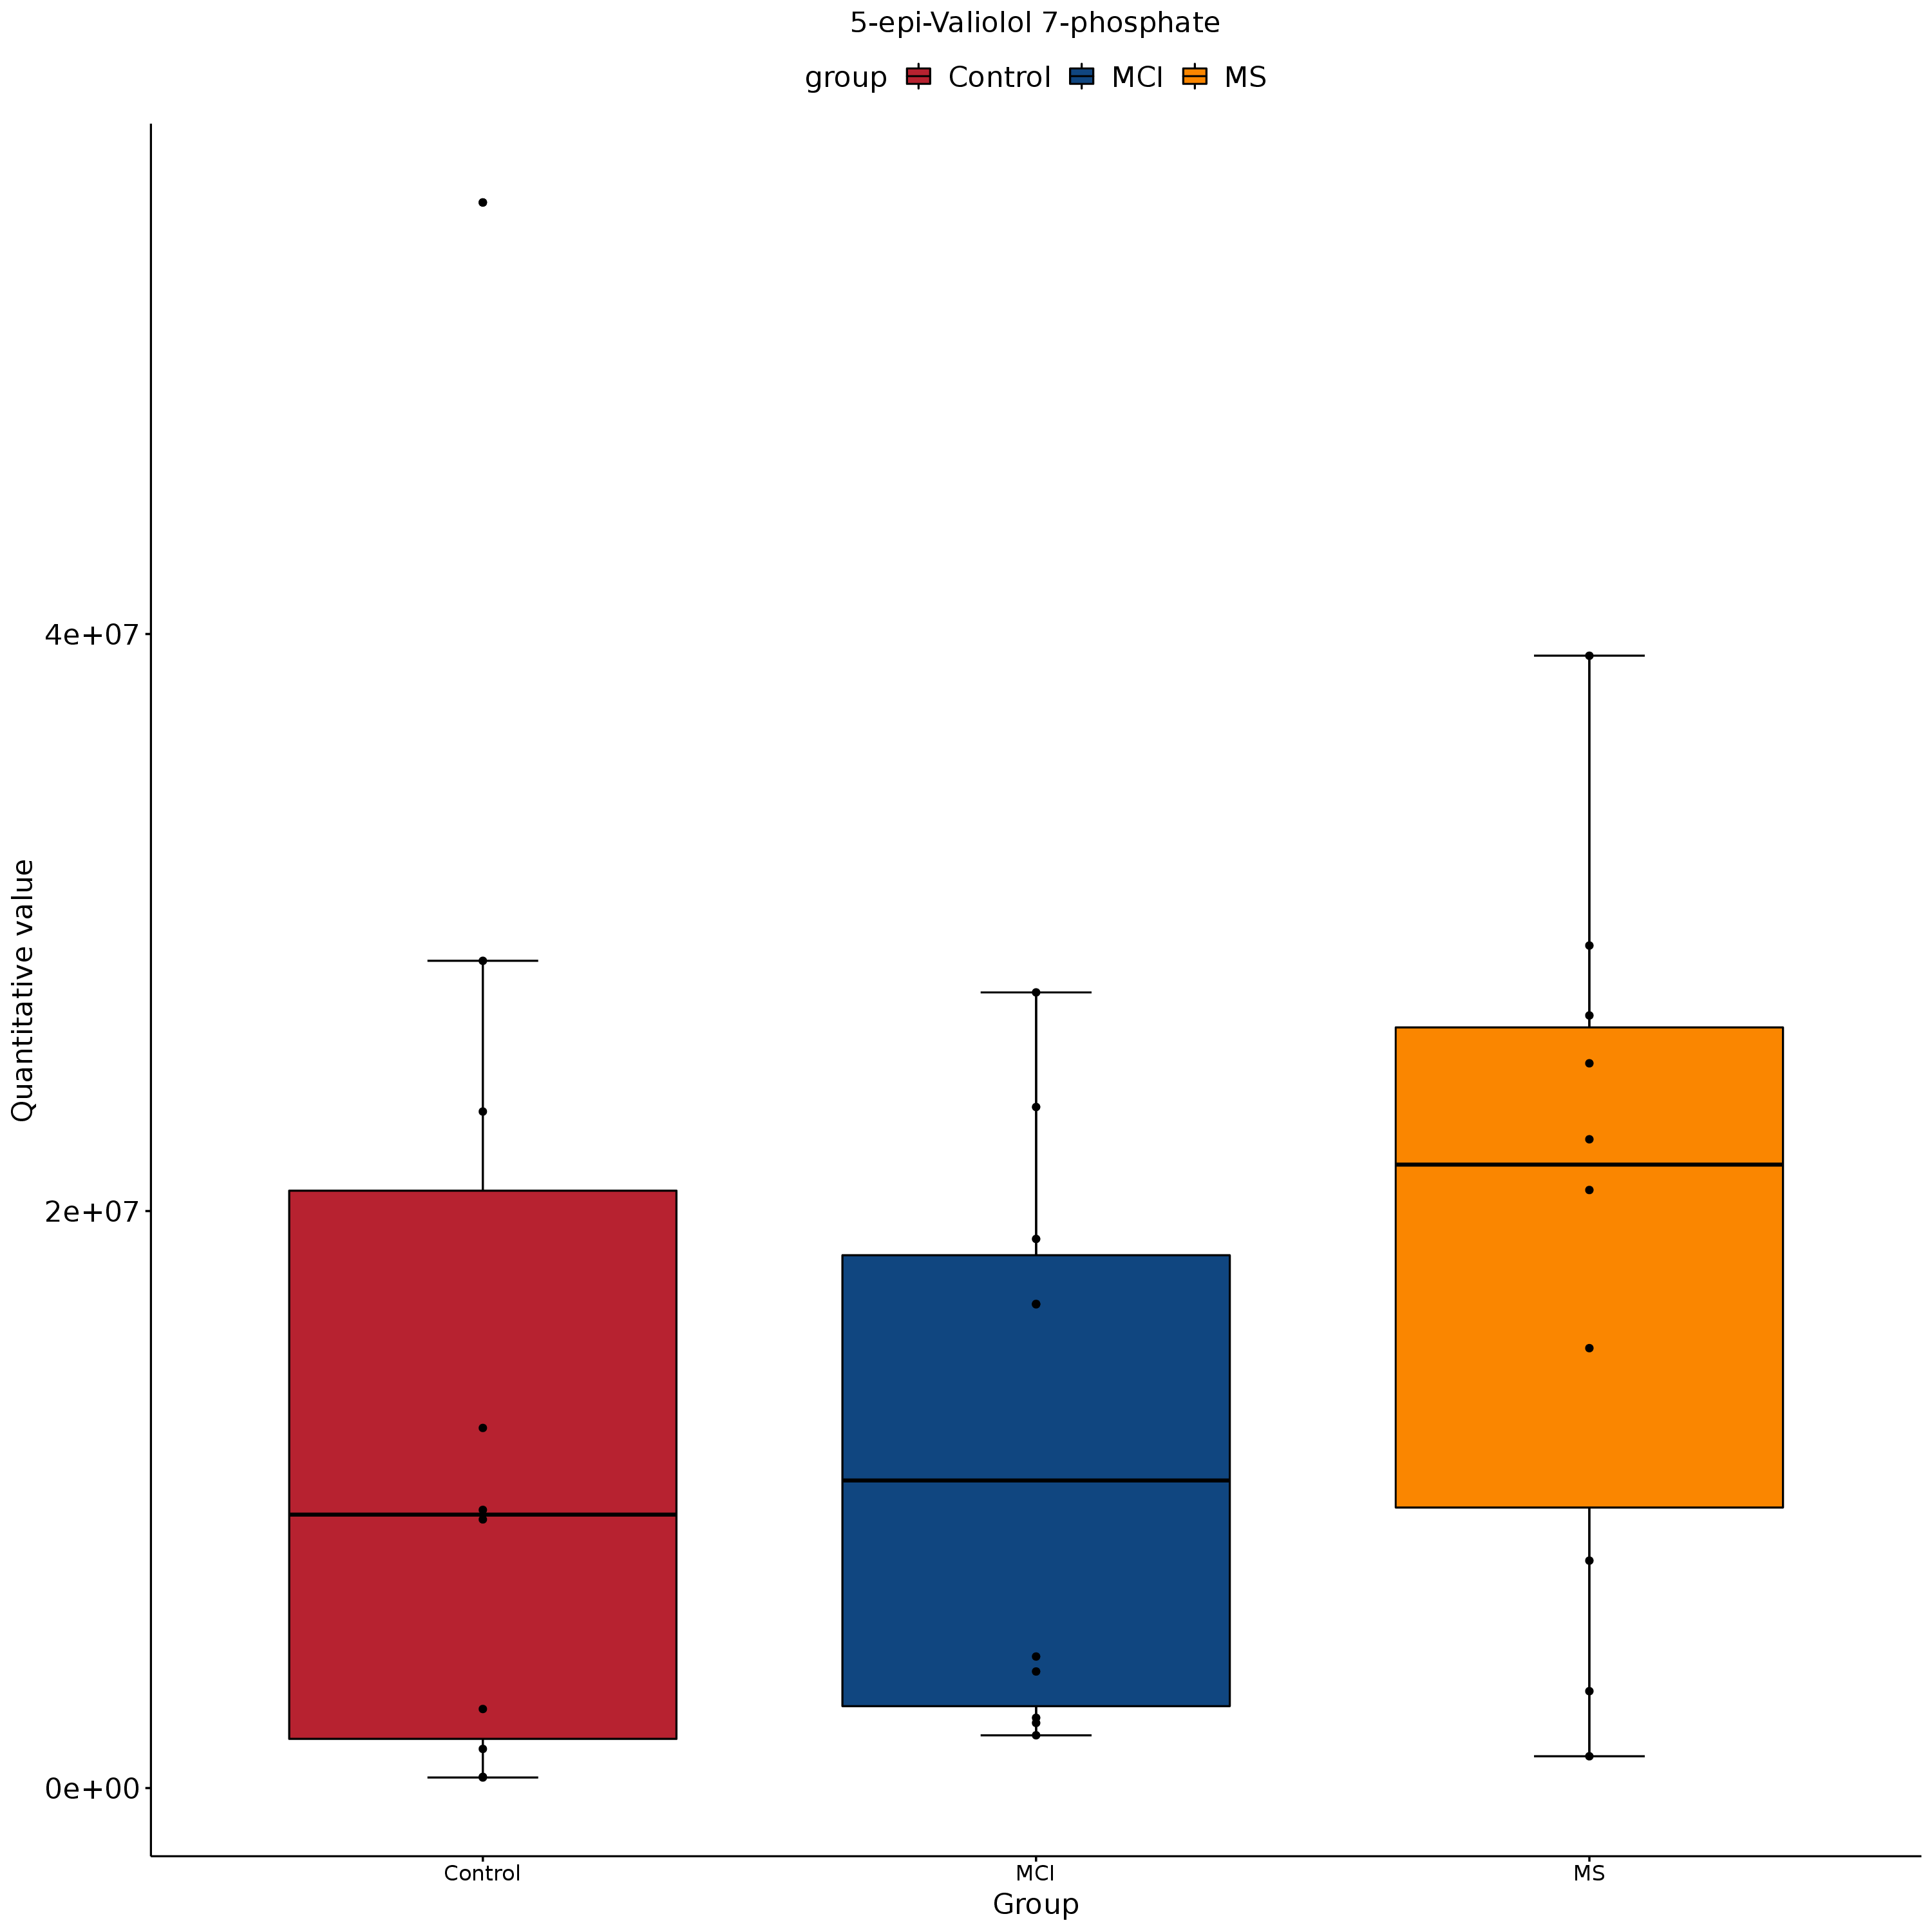 5-epi-Valiolol 7-phosphate
group Control MCI MS
4e+07
2e+07
0e+00
Quantitative value
Control MCI MS
Group